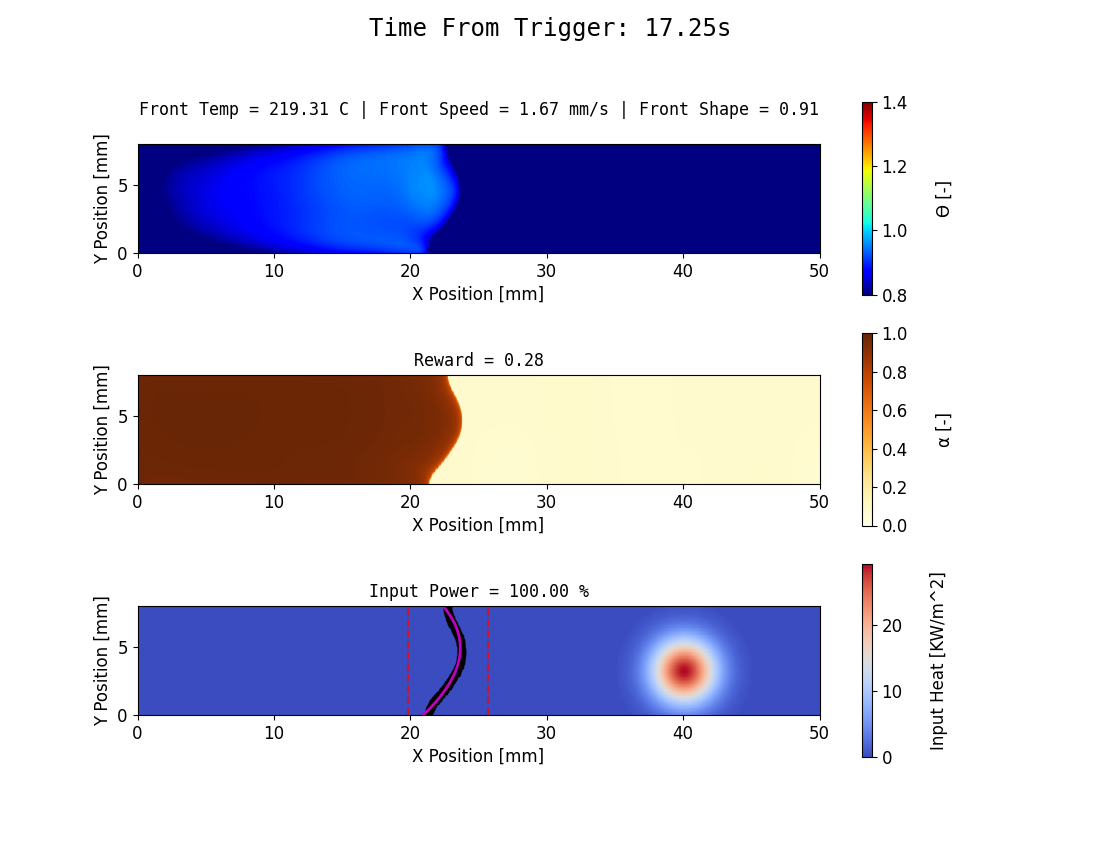 Time From Trigger: 17.25s
Front Temp = 219.31 C | Front Speed = 1.67 mm/s | Front Shape = 0.91
Y Position [mm]
5
0
0 10 20 30 40 50
X Position [mm]
1.4
1.2
1.0
0.8
Θ [-]
Reward = 0.28
Y Position [mm]
5
0
0 10 20 30 40 50
X Position [mm]
1.0
0.8
0.6
0.4
0.2
0.0
α [-]
Input Power = 100.00 %
Y Position [mm]
5
0
0 10 20 30 40 50
X Position [mm]
20
10
0
Input Heat [KW/m^2]